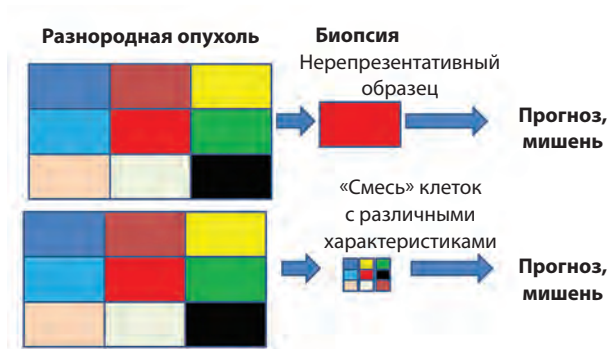 Разнородная опухоль
Биопсия
Нерепрезентативный
образец
Прогноз,
мишень
«Смесь» клеток
с различными
характеристиками
Прогноз,
мишень